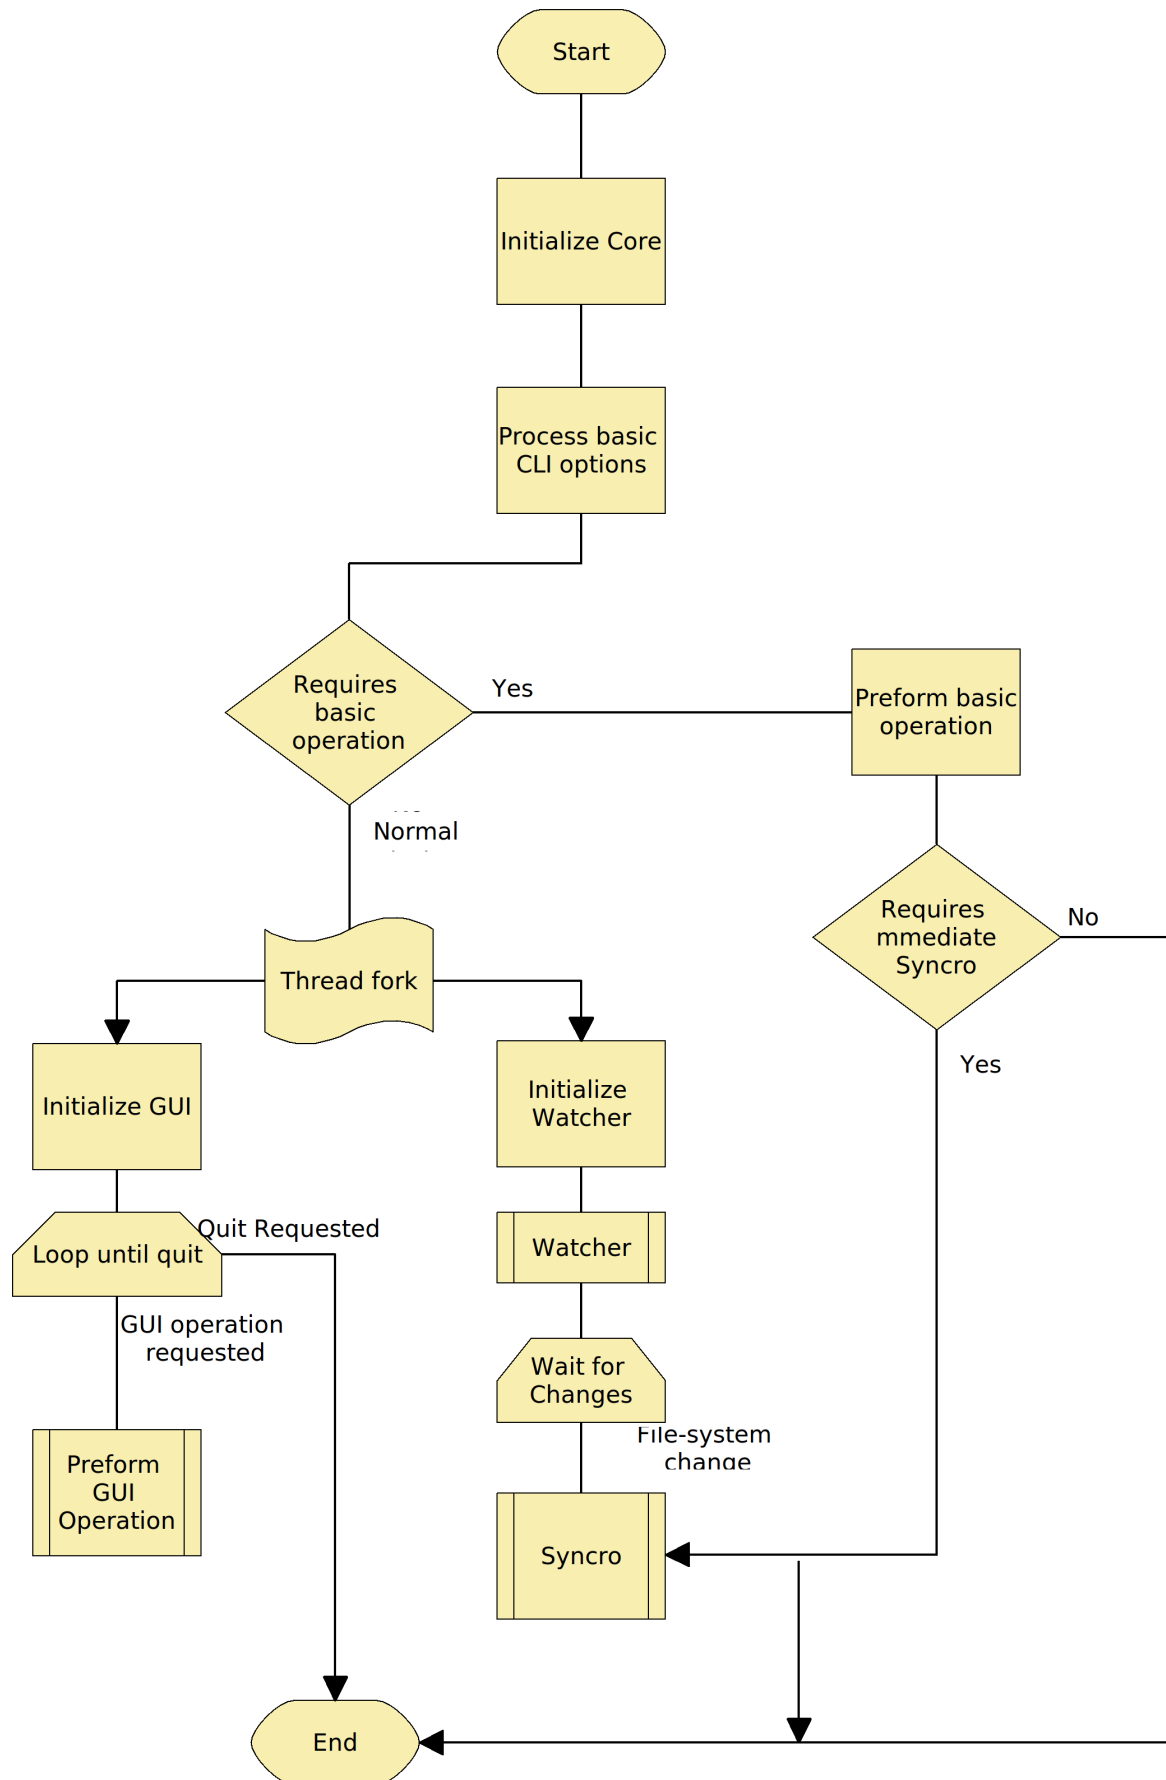 Start
Initialize Core
Process basic
CLI options
Requires
basic
operation
Yes
Preform basic
operation
Normal
Requires
mmediate
Syncro
No
Thread fork
Yes
Initialize GUI
Initialize
Watcher
Quit Requested
Loop until quit
Watcher
GUI operation
requested
Wait for
Changes
File-system
change
Preform
GUI
Operation
Syncro
End